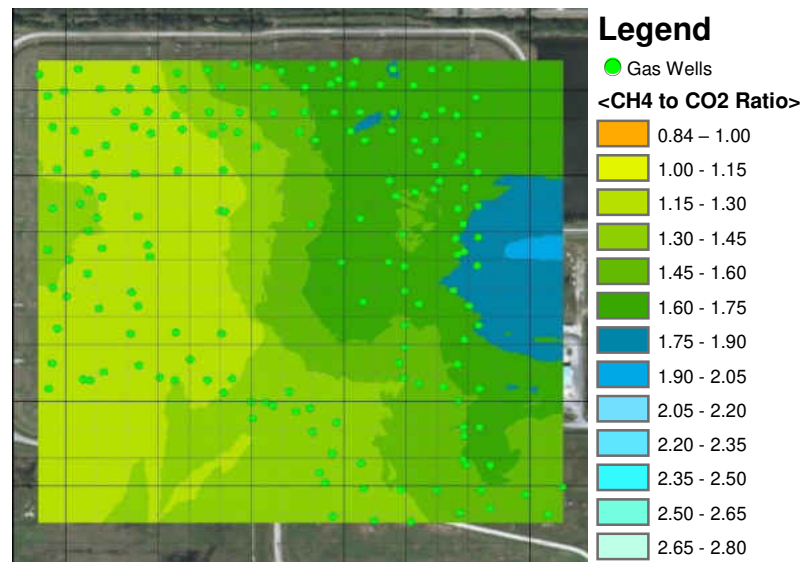 Legend
Gas Wells
<CH4 to CO2 Ratio>
0.84 – 1.00
1.00 - 1.15
1.15 - 1.30
1.30 - 1.45
1.45 - 1.60
1.60 - 1.75
1.75 - 1.90
1.90 - 2.05
2.05 - 2.20
2.20 - 2.35
2.35 - 2.50
2.50 - 2.65
2.65 - 2.80